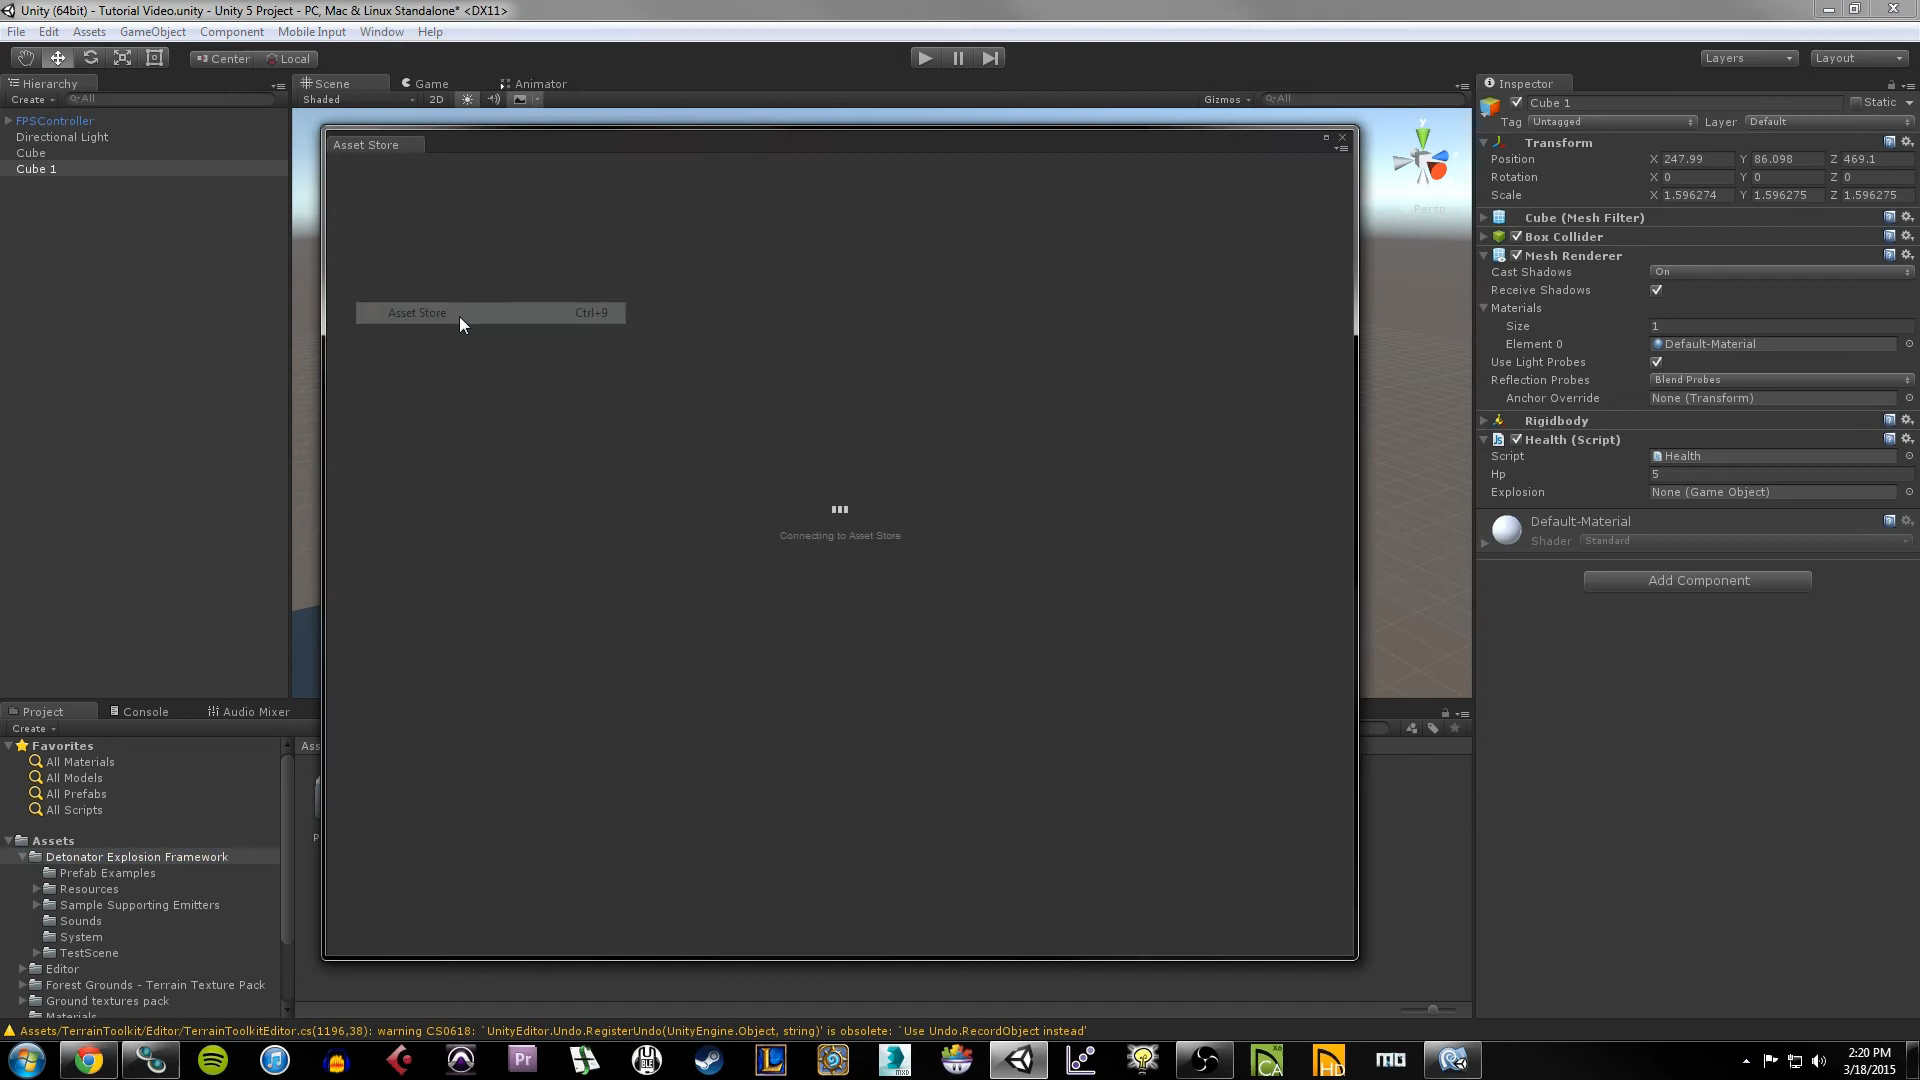 Unity (64bit) - Tutorial Video.unity - Unity 5 Project - PC, Mac & Linux Standalone* <DX11>
File Edit Assets GameObject Component Mobile Input Window Help
Center Local Layers Layout
Hierarchy
Create All
FPSController
Directional Light
Cube
Cube 1
Scene Game Animator
Shaded 2D Gizmos All
y
Persp
Asset Store
Asset Store Ctrl+9
Connecting to Asset Store
Inspector
Cube 1 Static
Tag Untagged Layer Default
Transform
Position X 247.99 Y 86.098 Z 469.1
Rotation X 0 Y 0 Z 0
Scale X 1.596274 Y 1.596275 Z 1.596275
Cube (Mesh Filter)
Box Collider
Mesh Renderer
Cast Shadows On
Receive Shadows
Materials
Size 1
Element 0 Default-Material
Use Light Probes
Reflection Probes Blend Probes
Anchor Override None (Transform)
Rigidbody
Health (Script)
Script Health
Hp 5
Explosion None (Game Object)
Default-Material
Shader Standard
Add Component
Project Console Audio Mixer
Create
Favorites
All Materials
All Models
All Prefabs
All Scripts
Assets
Detonator Explosion Framework
Prefab Examples
Resources
Sample Supporting Emitters
Sounds
System
TestScene
Editor
Forest Grounds - Terrain Texture Pack
Ground textures pack
Materials
Ass
P
Assets/TerrainToolkit/Editor/TerrainToolkitEditor.cs(1196,38): warning CS0618: `UnityEditor.Undo.RegisterUndo(UnityEngine.Object, string)' is obsolete: `Use Undo.RecordObject instead'
Pr
2:20 PM
3/18/2015